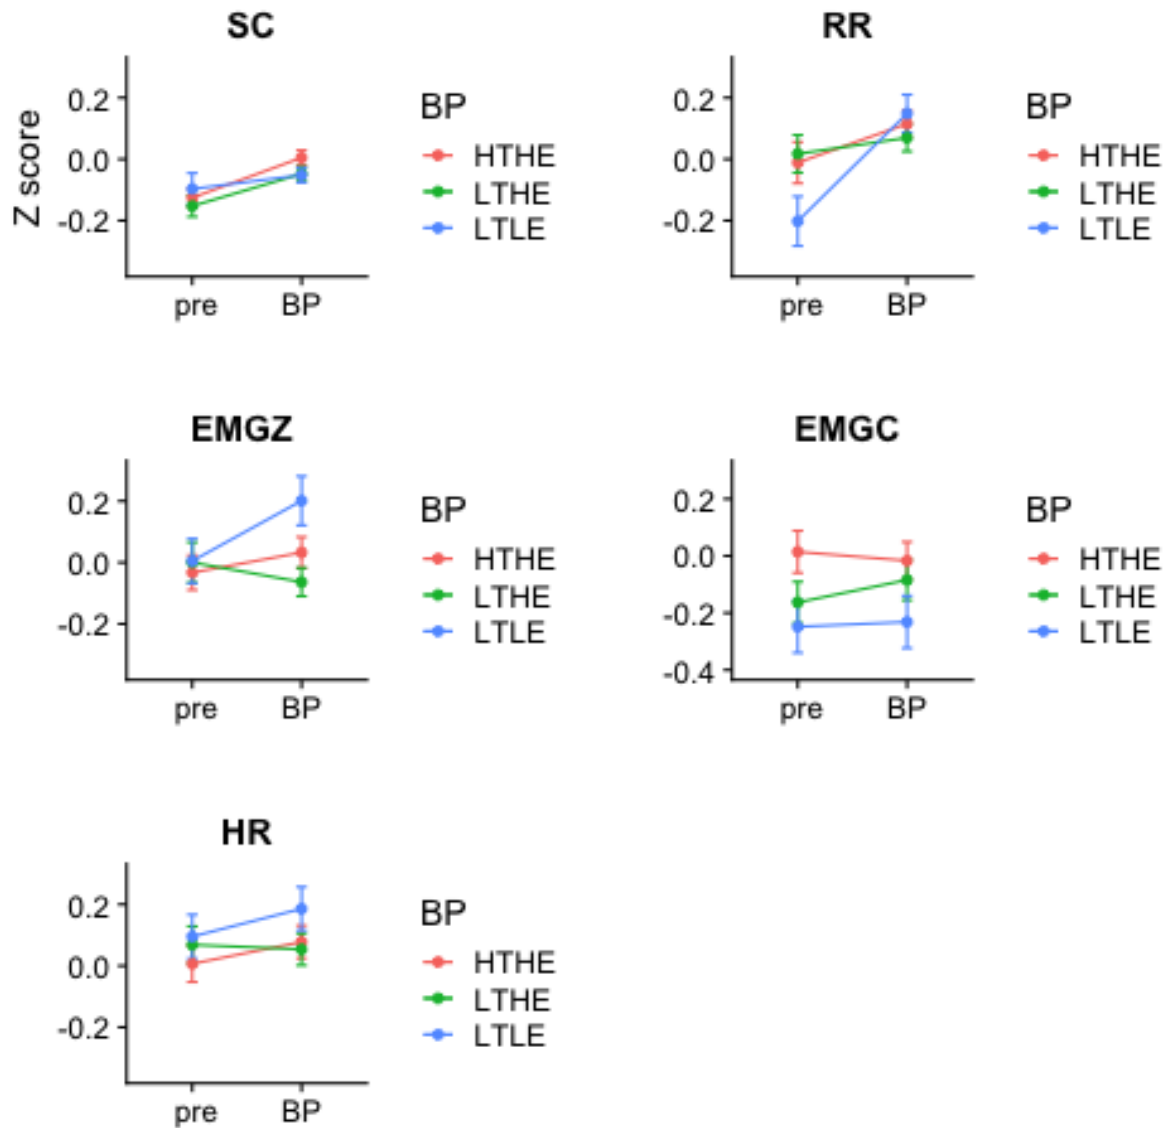 SC
Z score
0.2
0.0
-0.2
pre BP
BP
HTHE
LTHE
LTLE
RR
0.2
0.0
-0.2
pre BP
BP
HTHE
LTHE
LTLE
EMGZ
0.2
0.0
-0.2
pre BP
BP
HTHE
LTHE
LTLE
EMGC
0.2
0.0
-0.2
-0.4
pre BP
BP
HTHE
LTHE
LTLE
HR
0.2
0.0
-0.2
pre BP
BP
HTHE
LTHE
LTLE